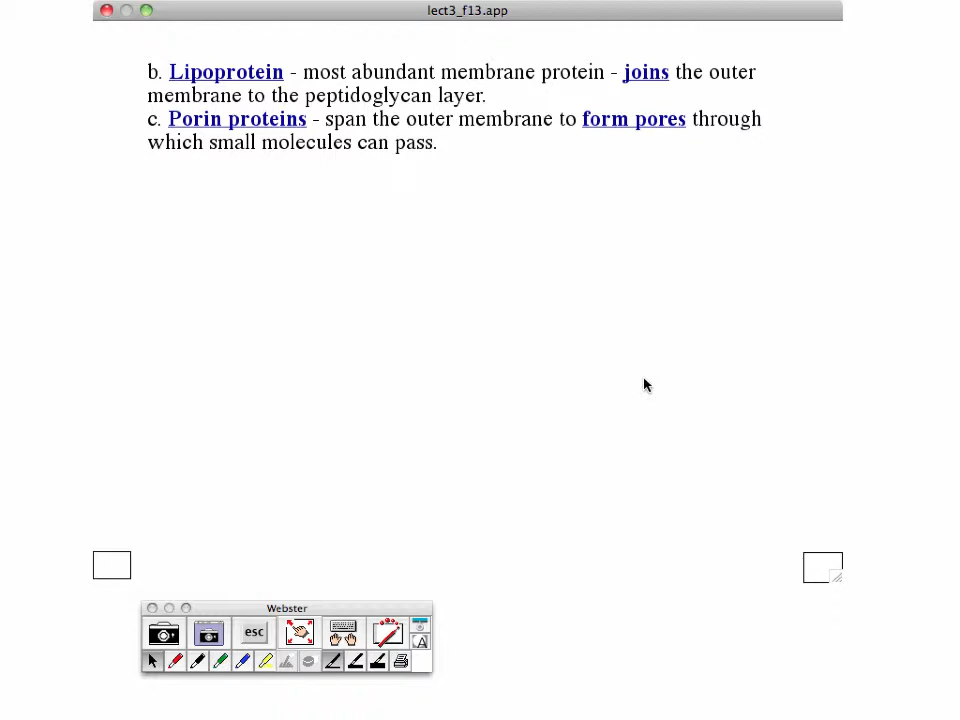 lect3_f13.app
b. Lipoprotein - most abundant membrane protein - joins the outer
membrane to the peptidoglycan layer.
c. Porin proteins - span the outer membrane to form pores through
which small molecules can pass.
Webster
esc
A